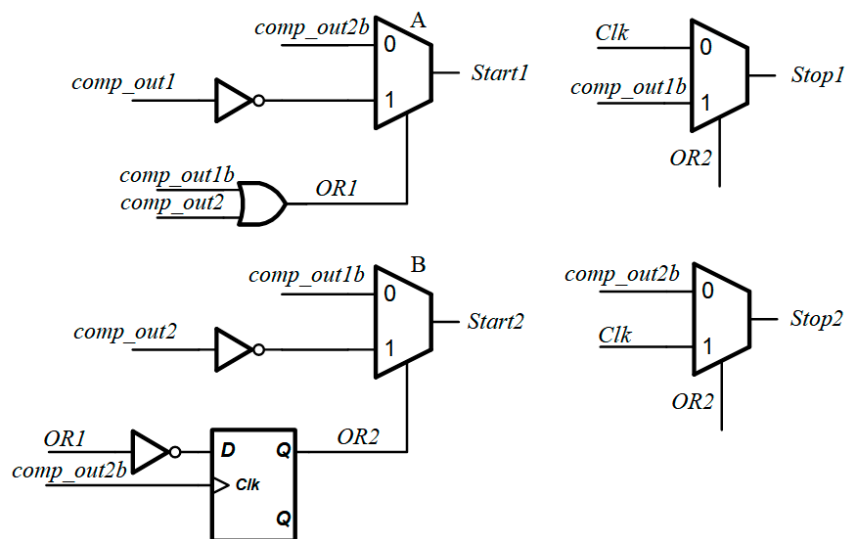 A
comp_out2b
0
Start1
comp_out1
1
comp_out1b
comp_out2
OR1
Clk
0
Stop1
comp_out1b
1
OR2
B
comp_out1b
0
Start2
comp_out2
1
OR1
D
Q
OR2
comp_out2b
Clk
Q
comp_out2b
0
Stop2
Clk
1
OR2